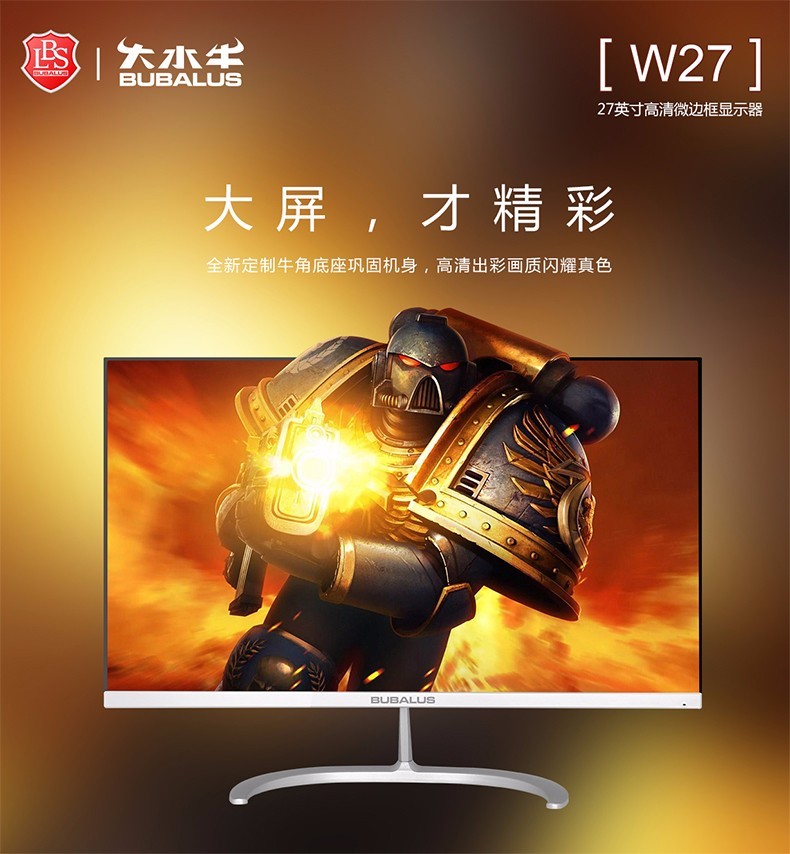 LBS
BUBALUS
大水牛
BUBALUS
[ W27 ]
27英寸高清微边框显示器
大屏，才精彩
全新定制牛角底座巩固机身，高清出彩画质闪耀真色
BUBALUS